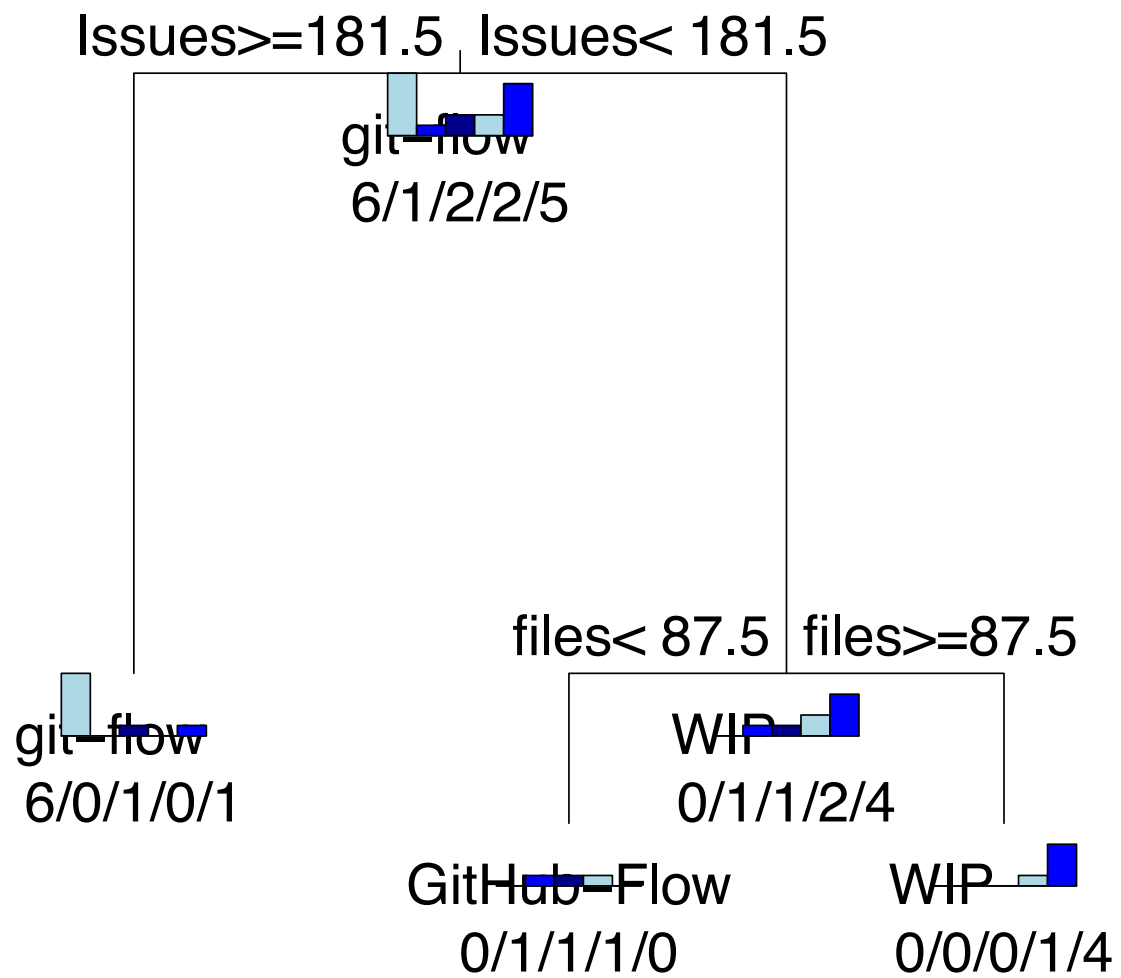 Issues>=181.5 Issues< 181.5
git-flow
6/1/2/2/5
files< 87.5 files>=87.5
git-flow
6/0/1/0/1
WIP
0/1/1/2/4
GitHub-Flow
0/1/1/1/0
WIP
0/0/0/1/4